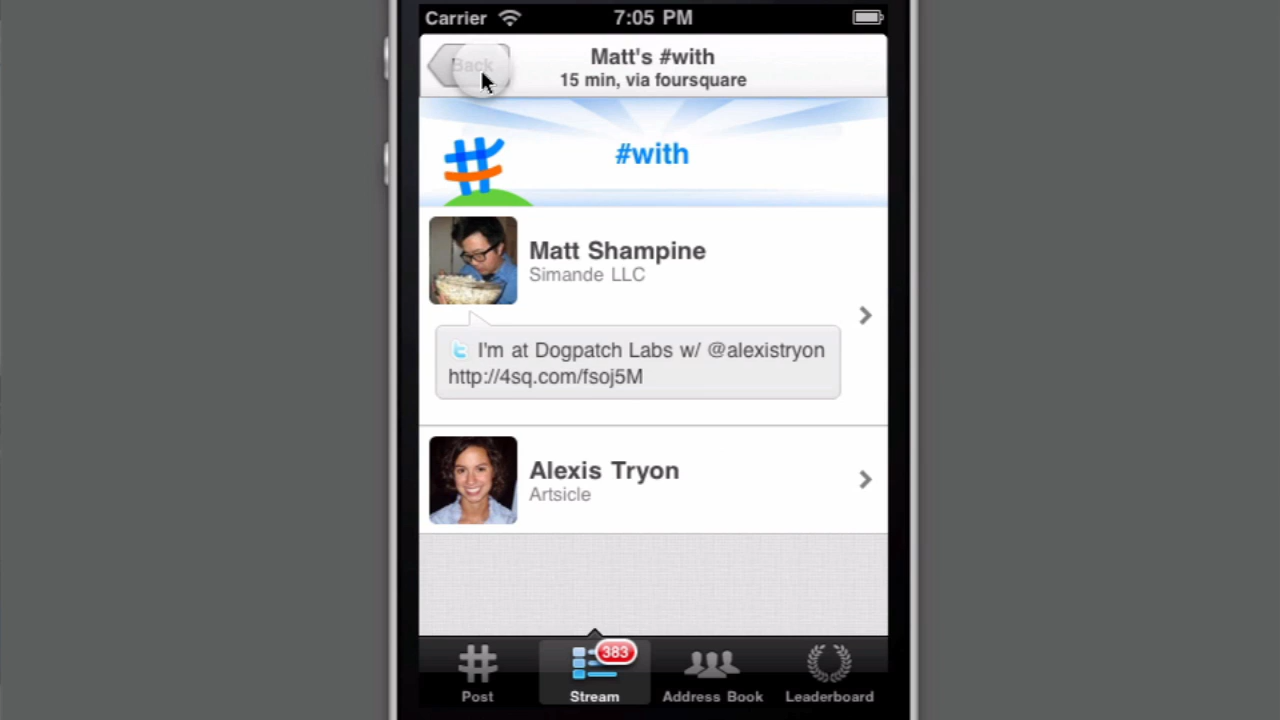 Carrier
7:05 PM
Back
Matt's #with
15 min, via foursquare
#with
Matt Shampine
Simande LLC
I'm at Dogpatch Labs w/ @alexistryon
http://4sq.com/fsoj5M
Alexis Tryon
Artsicle
383
Post
Stream
Address Book
Leaderboard